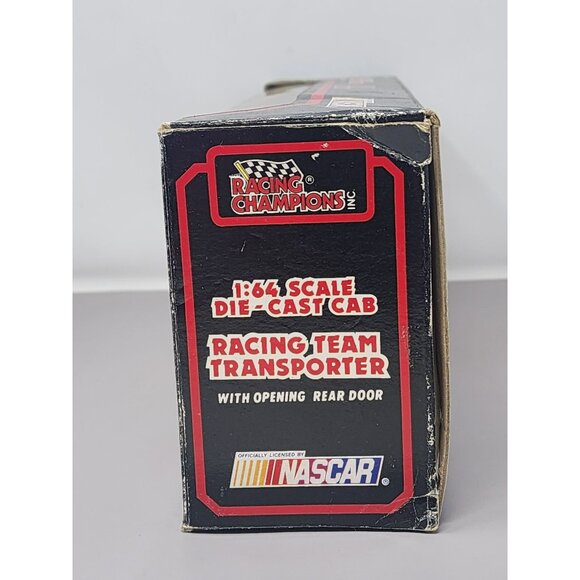 RACING®
CHAMPIONS INC.
1:64 SCALE
DIE-CAST CAB
RACING TEAM
TRANSPORTER
WITH OPENING REAR DOOR
OFFICIALLY LICENSED BY
NASCAR®